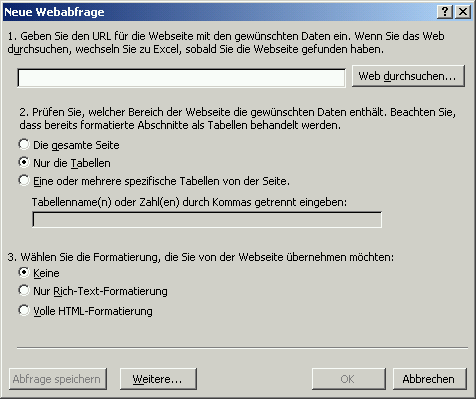 Neue Webabfrage
1. Geben Sie den URL für die Webseite mit den gewünschten Daten ein. Wenn Sie das Web
durchsuchen, wechseln Sie zu Excel, sobald Sie die Webseite gefunden haben.
Web durchsuchen...
2. Prüfen Sie, welcher Bereich der Webseite die gewünschten Daten enthält. Beachten Sie,
dass bereits formatierte Abschnitte als Tabellen behandelt werden.
Die gesamte Seite
Nur die Tabellen
Eine oder mehrere spezifische Tabellen von der Seite.
Tabellenname(n) oder Zahl(en) durch Kommas getrennt eingeben:
3. Wählen Sie die Formatierung, die Sie von der Webseite übernehmen möchten:
Keine
Nur Rich-Text-Formatierung
Volle HTML-Formatierung
Abfrage speichern
Weitere...
OK
Abbrechen